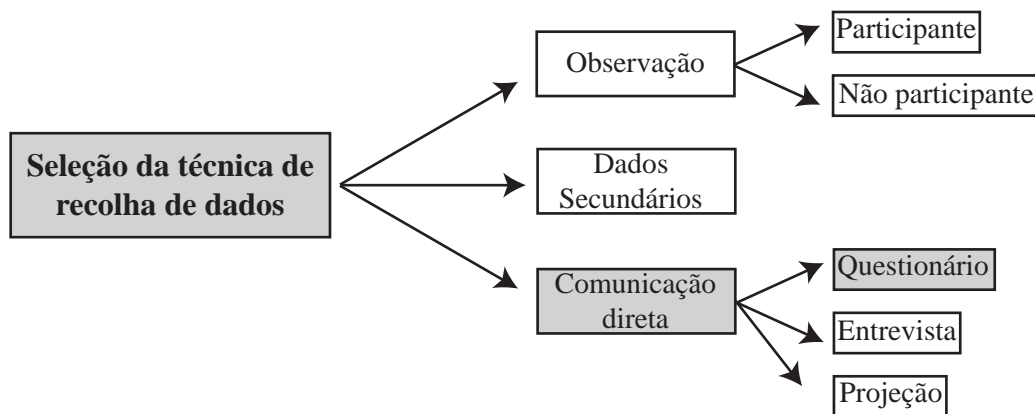 Seleção da técnica de
recolha de dados
Observação
Participante
Não participante
Dados
Secundários
Comunicação
direta
Questionário
Entrevista
Projeção